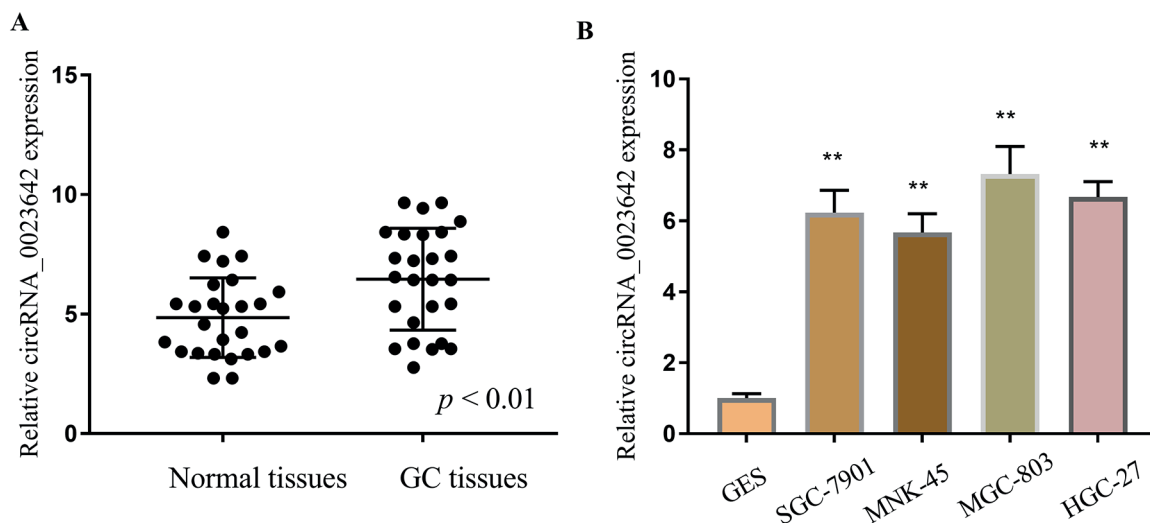 A
Relative circRNA_0023642 expression
15
10
5
0
p < 0.01
Normal tissues
GC tissues
B
Relative circRNA_0023642 expression
10
8
6
4
2
0
**
**
**
**
GES
SGC-7901
MNK-45
MGC-803
HGC-27